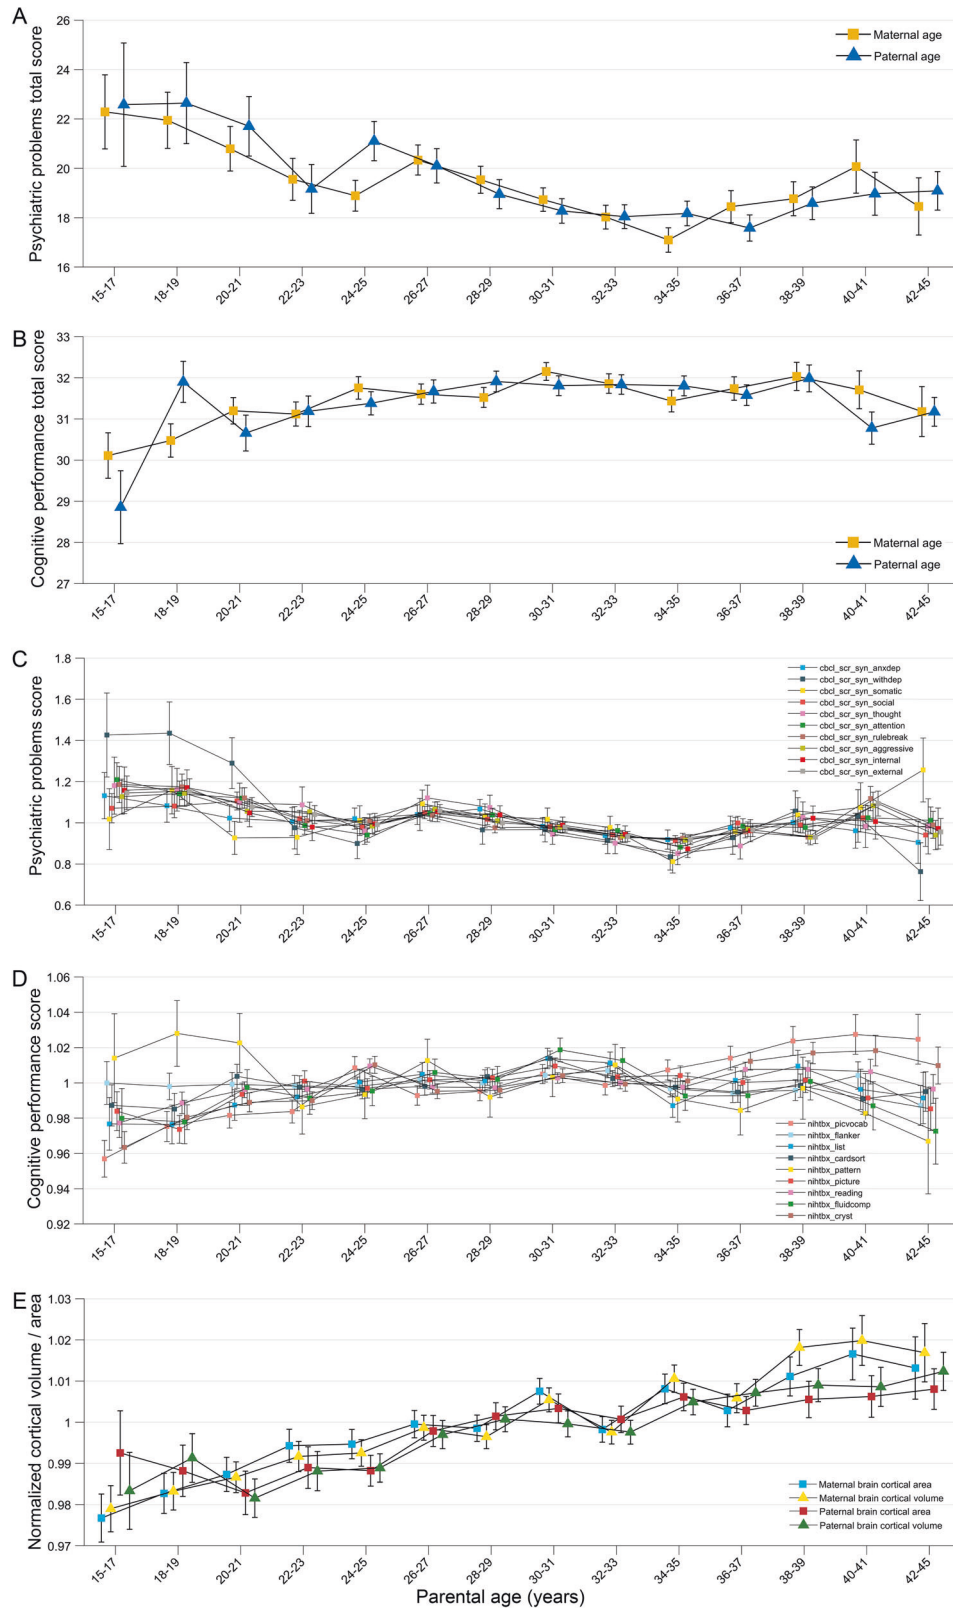 A
Psychiatric problems total score
26
24
22
20
18
16
Maternal age
Paternal age
15-17
18-19
20-21
22-23
24-25
26-27
28-29
30-31
32-33
34-35
36-37
38-39
40-41
42-45
B
Cognitive performance total score
33
32
31
30
29
28
27
Maternal age
Paternal age
15-17
18-19
20-21
22-23
24-25
26-27
28-29
30-31
32-33
34-35
36-37
38-39
40-41
42-45
C
Psychiatric problems score
1.8
1.6
1.4
1.2
1
0.8
0.6
cbcl_scr_syn_anxdep
cbcl_scr_syn_withdep
cbcl_scr_syn_somatic
cbcl_scr_syn_social
cbcl_scr_syn_thought
cbcl_scr_syn_attention
cbcl_scr_syn_rulebreak
cbcl_scr_syn_aggressive
cbcl_scr_syn_internal
cbcl_scr_syn_external
15-17
18-19
20-21
22-23
24-25
26-27
28-29
30-31
32-33
34-35
36-37
38-39
40-41
42-45
D
Cognitive performance score
1.06
1.04
1.02
1
0.98
0.96
0.94
0.92
nihtbx_picvocab
nihtbx_flanker
nihtbx_list
nihtbx_cardsort
nihtbx_pattern
nihtbx_picture
nihtbx_reading
nihtbx_fluidcomp
nihtbx_cryst
15-17
18-19
20-21
22-23
24-25
26-27
28-29
30-31
32-33
34-35
36-37
38-39
40-41
42-45
E
Normalized cortical volume / area
1.03
1.02
1.01
1
0.99
0.98
0.97
Maternal brain cortical area
Maternal brain cortical volume
Paternal brain cortical area
Paternal brain cortical volume
15-17
18-19
20-21
22-23
24-25
26-27
28-29
30-31
32-33
34-35
36-37
38-39
40-41
42-45
Parental age (years)